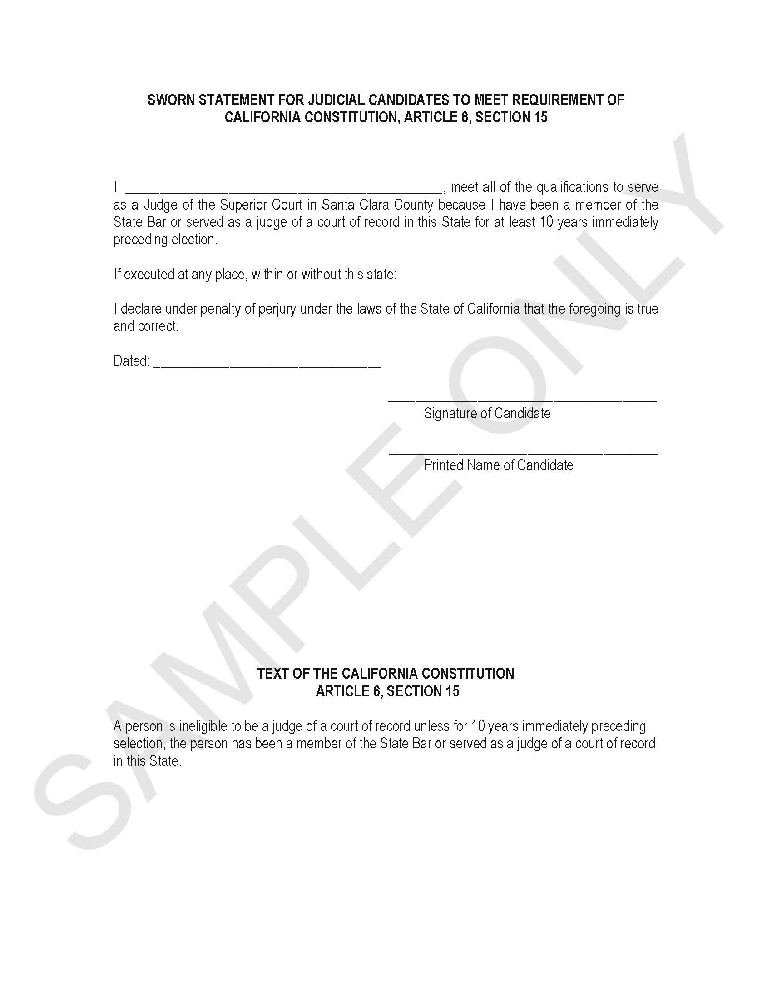 SWORN STATEMENT FOR JUDICIAL CANDIDATES TO MEET REQUIREMENT OF
CALIFORNIA CONSTITUTION, ARTICLE 6, SECTION 15
I, ______________________________________________, meet all of the qualifications to serve
as a Judge of the Superior Court in Santa Clara County because I have been a member of the
State Bar or served as a judge of a court of record in this State for at least 10 years immediately
preceding election.
If executed at any place, within or without this state:
I declare under penalty of perjury under the laws of the State of California that the foregoing is true
and correct.
Dated: _________________________________
_______________________________________
Signature of Candidate
_______________________________________
Printed Name of Candidate
TEXT OF THE CALIFORNIA CONSTITUTION
ARTICLE 6, SECTION 15
A person is ineligible to be a judge of a court of record unless for 10 years immediately preceding
selection, the person has been a member of the State Bar or served as a judge of a court of record
in this State.
SAMPLE ONLY